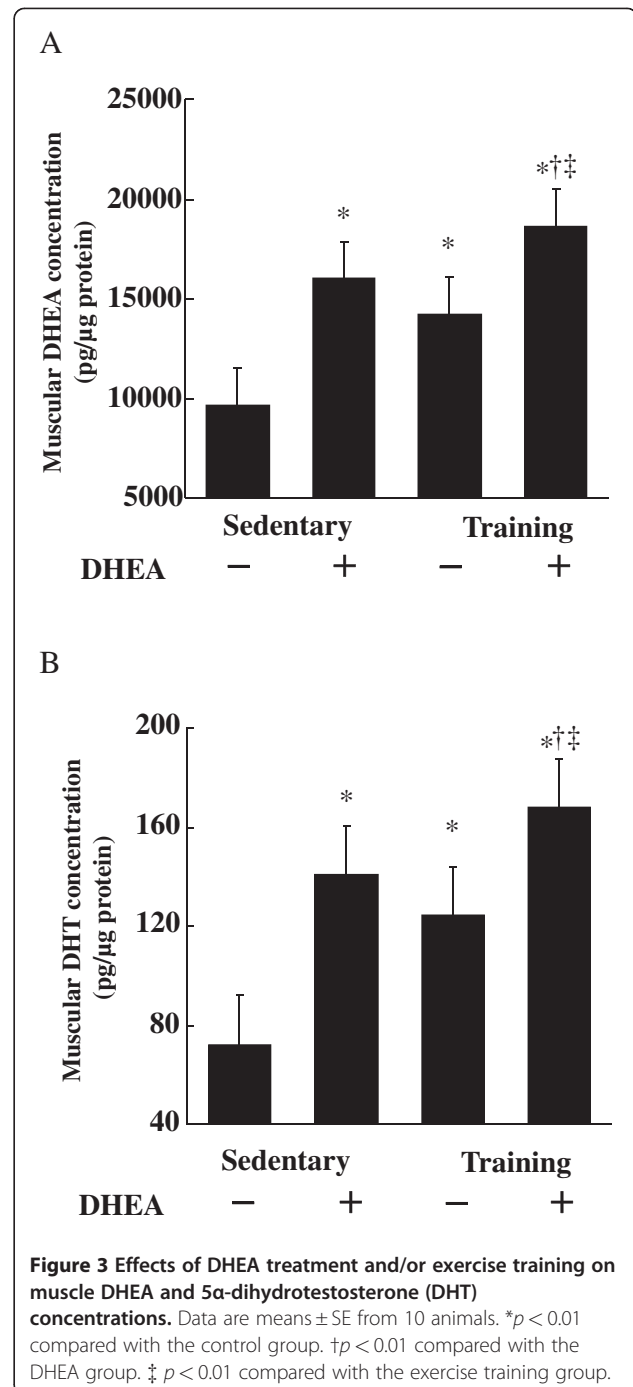 A
Muscular DHEA concentration
(pg/µg protein)
25000
20000
15000
10000
5000
*
*
*†‡
Sedentary Training
DHEA − + − +
B
Muscular DHT concentration
(pg/µg protein)
200
160
120
80
40
*
*
*†‡
Sedentary Training
DHEA − + − +
Figure 3 Effects of DHEA treatment and/or exercise training on
muscle DHEA and 5α-dihydrotestosterone (DHT)
concentrations. Data are means ± SE from 10 animals. *p < 0.01
compared with the control group. †p < 0.01 compared with the
DHEA group. ‡ p < 0.01 compared with the exercise training group.